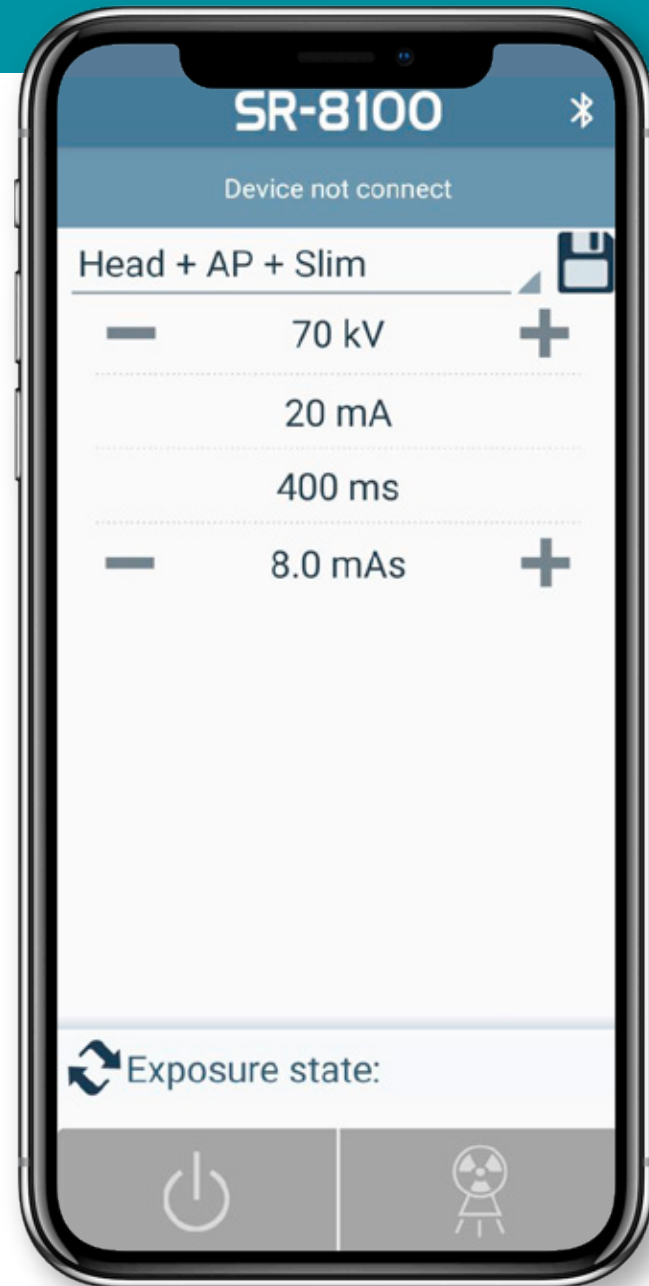 SR-8100
Device not connect
Head + AP + Slim
70 kV
20 mA
400 ms
8.0 mAs
Exposure state: